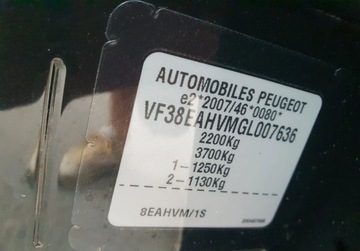 AUTOMOBILES PEUGEOT
e2*2007/46*0080*
VF38EAHVMGL007636
2200Kg
3700Kg
1-1250Kg
2-1130Kg
8EAHVM/1S